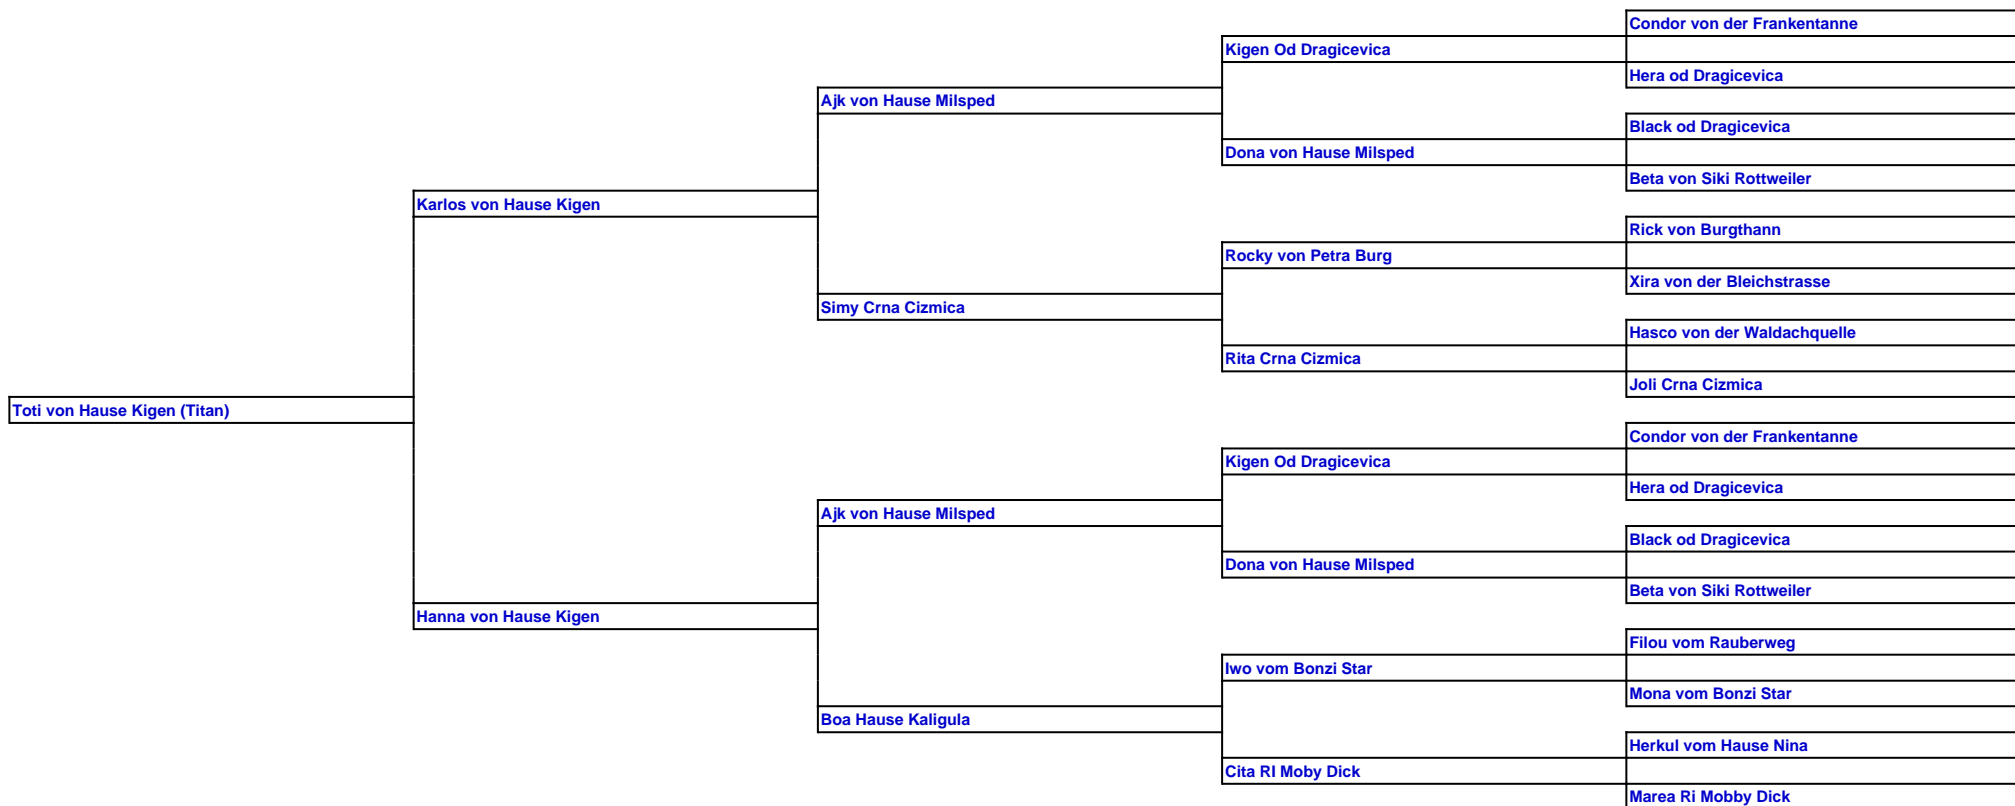 Condor von der Frankentanne
Kigen Od Dragicevica
Hera od Dragicevica
Ajk von Hause Milsped
Black od Dragicevica
Dona von Hause Milsped
Beta von Siki Rottweiler
Karlos von Hause Kigen
Rick von Burgthann
Rocky von Petra Burg
Xira von der Bleichstrasse
Simy Crna Cizmica
Hasco von der Waldachquelle
Rita Crna Cizmica
Joli Crna Cizmica
Toti von Hause Kigen (Titan)
Condor von der Frankentanne
Kigen Od Dragicevica
Hera od Dragicevica
Ajk von Hause Milsped
Black od Dragicevica
Dona von Hause Milsped
Beta von Siki Rottweiler
Hanna von Hause Kigen
Filou vom Rauberweg
Iwo vom Bonzi Star
Mona vom Bonzi Star
Boa Hause Kaligula
Herkul vom Hause Nina
Cita RI Moby Dick
Marea Ri Mobby Dick